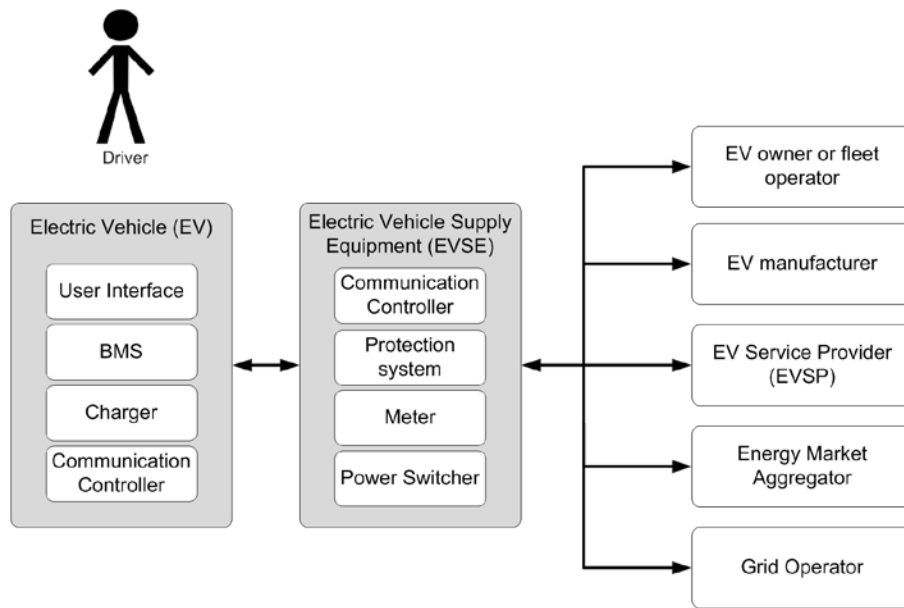 Driver
Electric Vehicle (EV)
User Interface
BMS
Charger
Communication
Controller
Electric Vehicle Supply
Equipment (EVSE)
Communication
Controller
Protection
system
Meter
Power Switcher
EV owner or fleet
operator
EV manufacturer
EV Service Provider
(EVSP)
Energy Market
Aggregator
Grid Operator